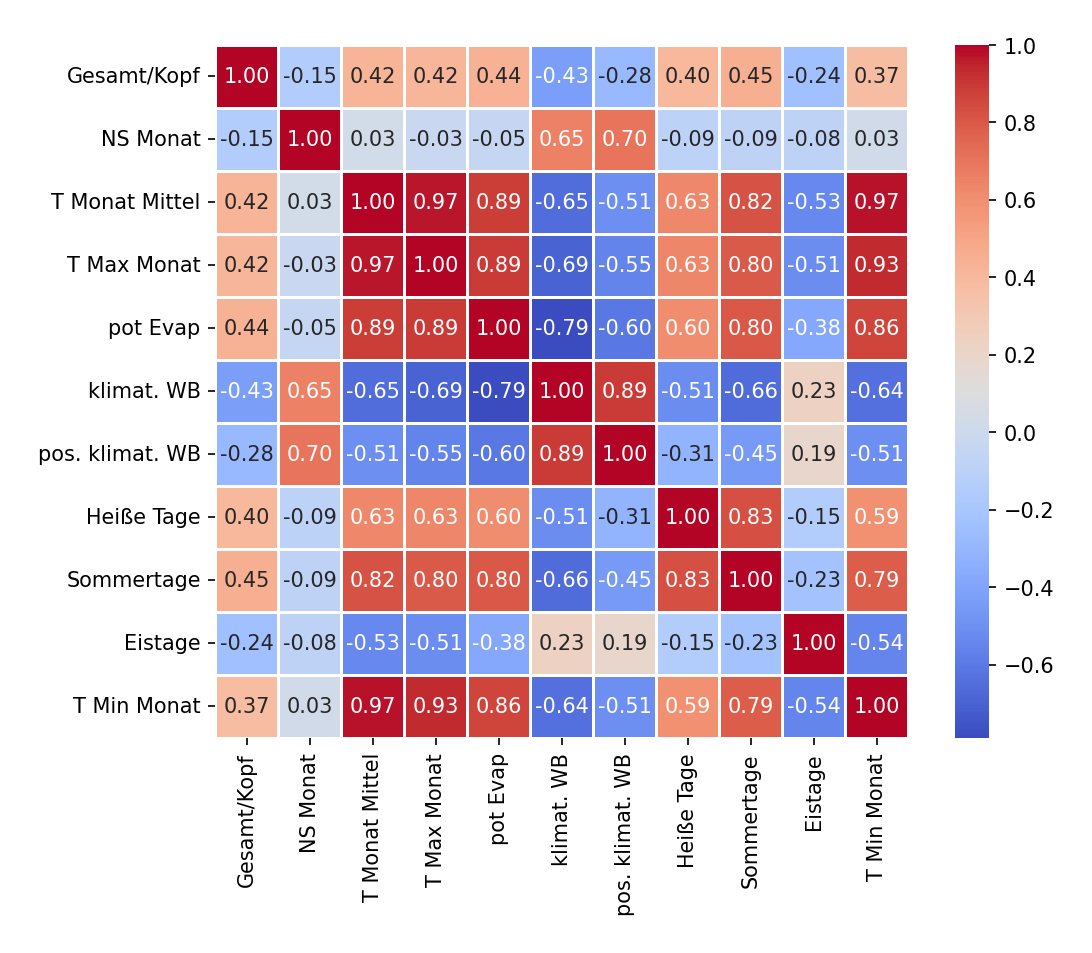 Gesamt/Kopf 1.00 -0.15 0.42 0.42 0.44 -0.43 -0.28 0.40 0.45 -0.24 0.37
NS Monat -0.15 1.00 0.03 -0.03 -0.05 0.65 0.70 -0.09 -0.09 -0.08 0.03
T Monat Mittel 0.42 0.03 1.00 0.97 0.89 -0.65 -0.51 0.63 0.82 -0.53 0.97
T Max Monat 0.42 -0.03 0.97 1.00 0.89 -0.69 -0.55 0.63 0.80 -0.51 0.93
pot Evap 0.44 -0.05 0.89 0.89 1.00 -0.79 -0.60 0.60 0.80 -0.38 0.86
klimat. WB -0.43 0.65 -0.65 -0.69 -0.79 1.00 0.89 -0.51 -0.66 0.23 -0.64
pos. klimat. WB -0.28 0.70 -0.51 -0.55 -0.60 0.89 1.00 -0.31 -0.45 0.19 -0.51
Heiße Tage 0.40 -0.09 0.63 0.63 0.60 -0.51 -0.31 1.00 0.83 -0.15 0.59
Sommertage 0.45 -0.09 0.82 0.80 0.80 -0.66 -0.45 0.83 1.00 -0.23 0.79
Eistage -0.24 -0.08 -0.53 -0.51 -0.38 0.23 0.19 -0.15 -0.23 1.00 -0.54
T Min Monat 0.37 0.03 0.97 0.93 0.86 -0.64 -0.51 0.59 0.79 -0.54 1.00
Gesamt/Kopf
NS Monat
T Monat Mittel
T Max Monat
pot Evap
klimat. WB
pos. klimat. WB
Heiße Tage
Sommertage
Eistage
T Min Monat
1.0
0.8
0.6
0.4
0.2
0.0
−0.2
−0.4
−0.6